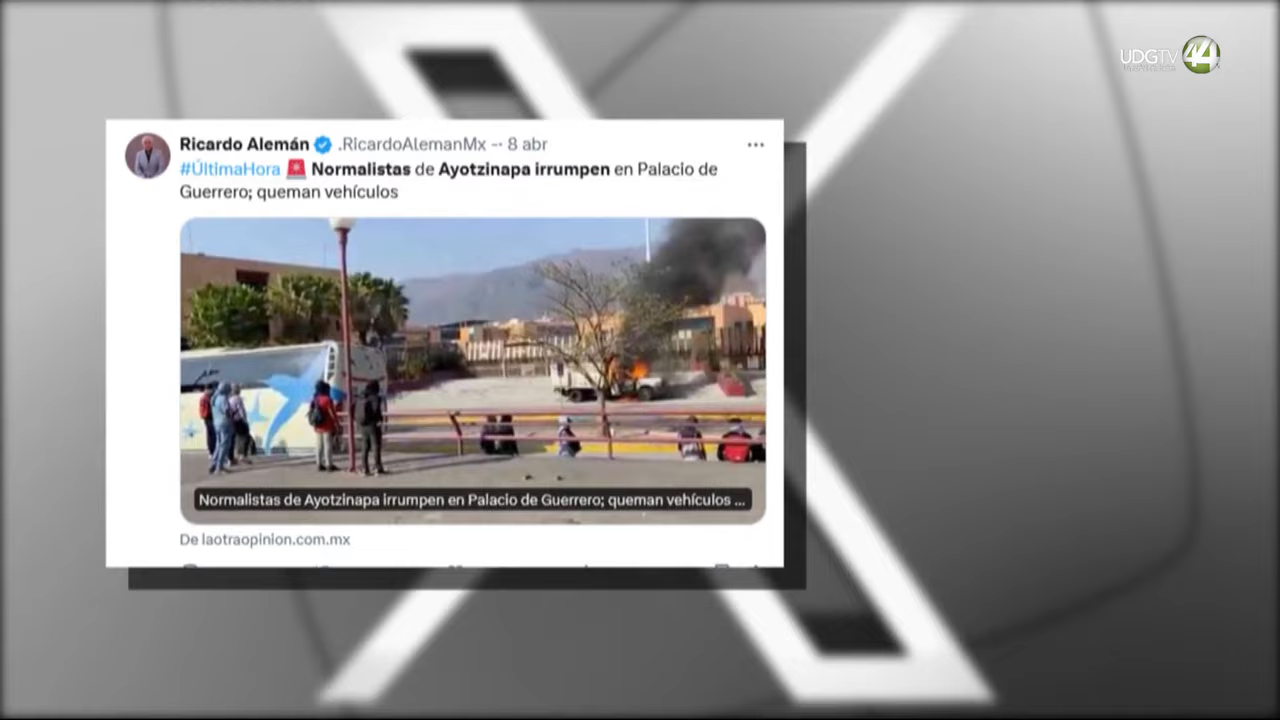 UDGTV 44
Ricardo Alemán .RicardoAlemanMx -· 8 abr
#ÚltimaHora 🚨 Normalistas de Ayotzinapa irrumpen en Palacio de
Guerrero; queman vehículos
Normalistas de Ayotzinapa irrumpen en Palacio de Guerrero; queman vehículos ...
De laotraopinion.com.mx